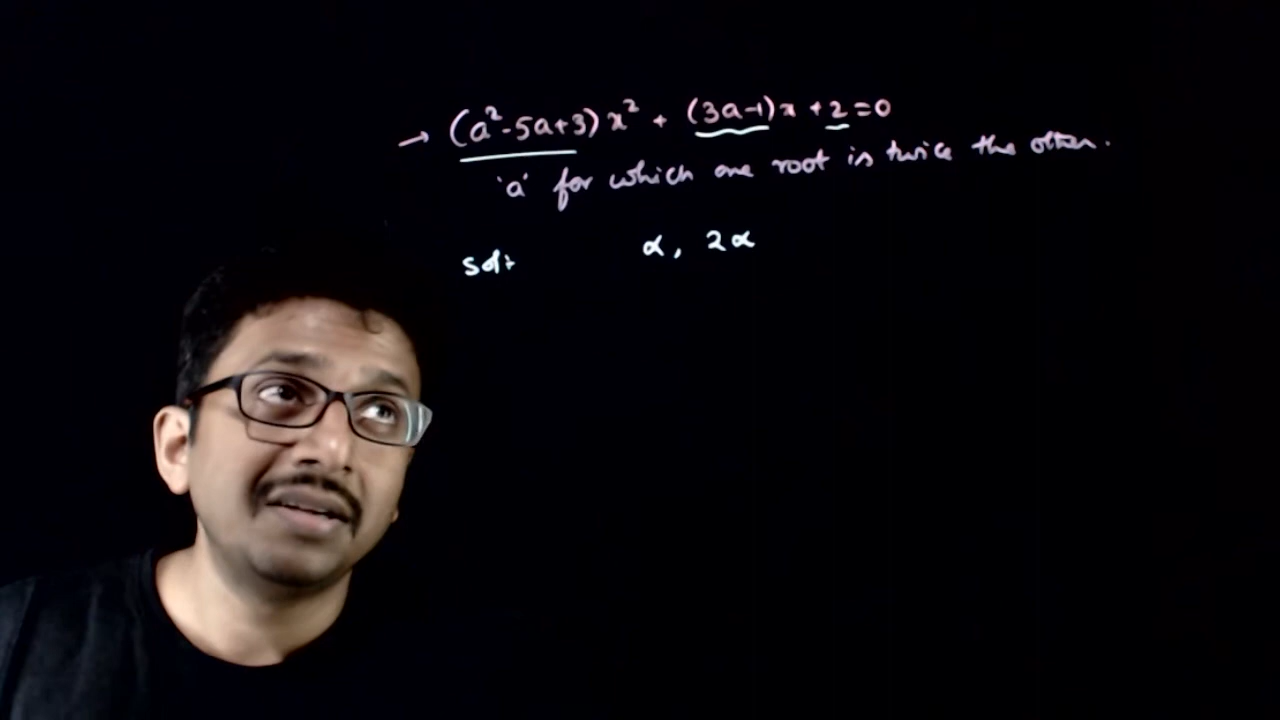 → (a²-5a+3)x² + (3a-1)x + 2 = 0
'a' for which one root is twice the other.
Sol: α, 2α